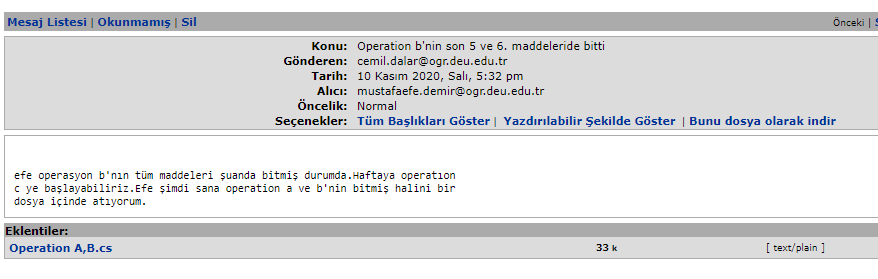 Mesaj Listesi | Okunmamış | Sil Önceki |
Konu: Operation b'nin son 5 ve 6. maddeleride bitti
Gönderen: cemil.dalar@ogr.deu.edu.tr
Tarih: 10 Kasım 2020, Salı, 5:32 pm
Alıcı: mustafaefe.demir@ogr.deu.edu.tr
Öncelik: Normal
Seçenekler: Tüm Başlıkları Göster | Yazdırılabilir Şekilde Göster | Bunu dosya olarak indir
efe operasyon b'nın tüm maddeleri şuanda bitmiş durumda.Haftaya operatıon
c ye başlayabiliriz.Efe şimdi sana operation a ve b'nin bitmiş halini bir
dosya içinde atıyorum.
Eklentiler:
Operation A,B.cs 33 k [ text/plain ]